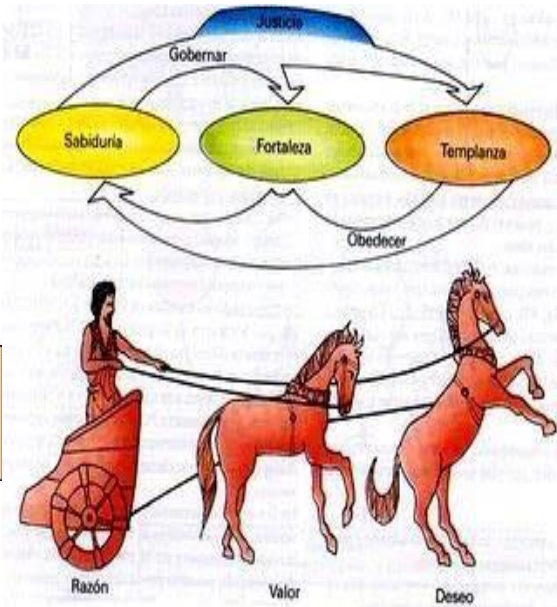 Justicia
Gobernar
Sabiduría
Fortaleza
Templanza
Obedecer
Razón
Valor
Deseo